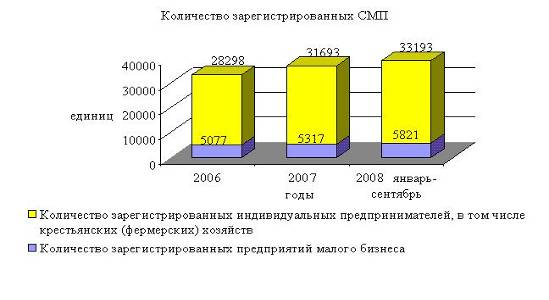 Количество зарегистрированных СМП
28298
31693
33193
40000
30000
20000
10000
0
единиц
5077
5317
5821
2006
2007
2008 январь-
сентябрь
годы
Количество зарегистрированных индивидуальных предпринимателей, в том числе
крестьянских (фермерских) хозяйств
Количество зарегистрированных предприятий малого бизнеса